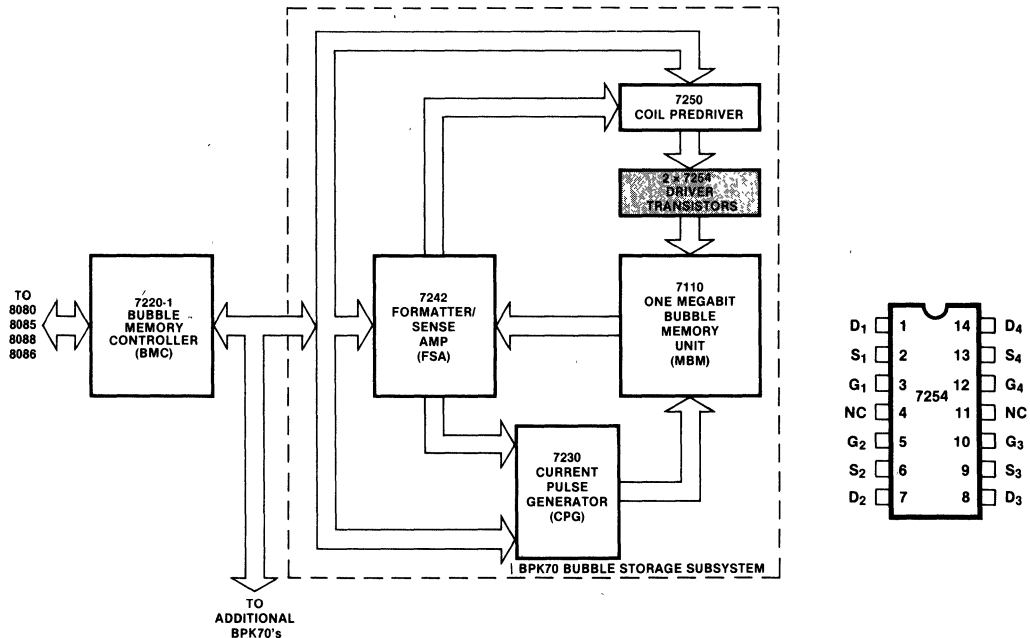 7250
COIL PREDRIVER
2 × 7254
DRIVER
TRANSISTORS
TO
8080
8085
8088
8086
7220-1
BUBBLE
MEMORY
CONTROLLER
(BMC)
7242
FORMATTER/
SENSE
AMP
(FSA)
7110
ONE MEGABIT
BUBBLE
MEMORY
UNIT
(MBM)
7230
CURRENT
PULSE
GENERATOR
(CPG)
BPK70 BUBBLE STORAGE SUBSYSTEM
TO
ADDITIONAL
BPK70's
D1 1 14 D4
S1 2 13 S4
G1 3 12 G4
7254
NC 4 11 NC
G2 5 10 G3
S2 6 9 S3
D2 7 8 D3